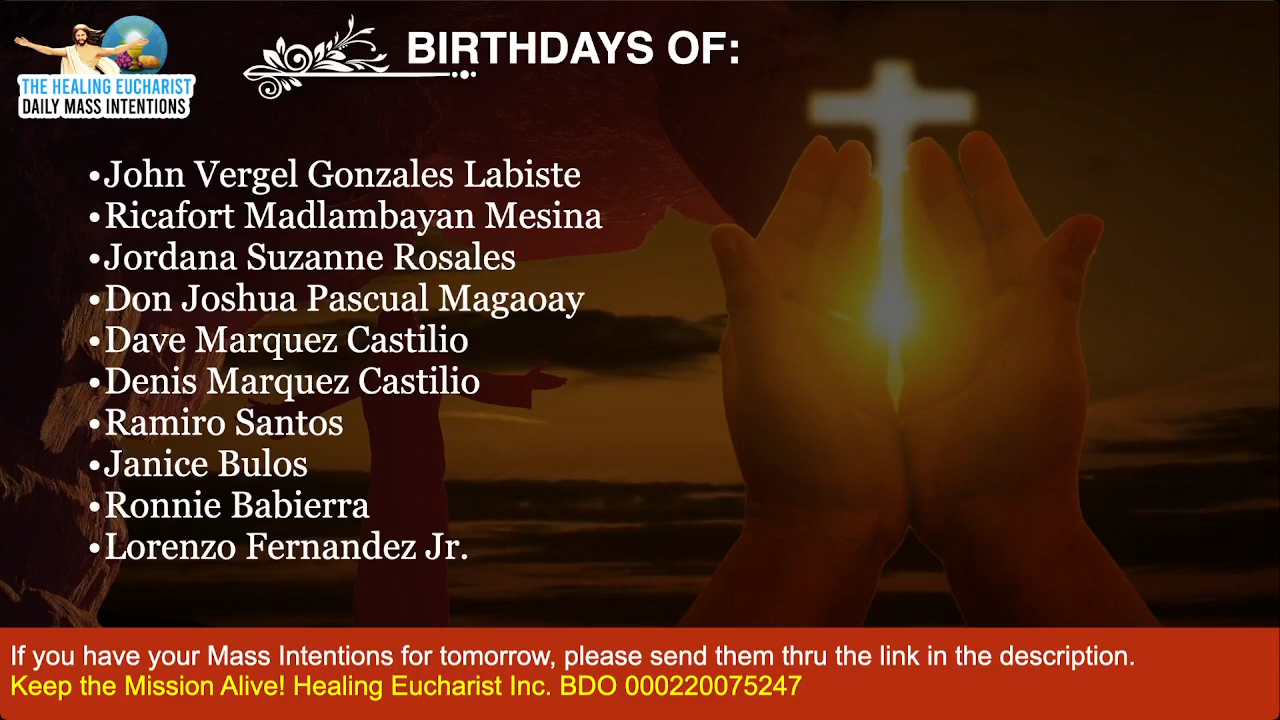 THE HEALING EUCHARIST
DAILY MASS INTENTIONS
BIRTHDAYS OF:
•John Vergel Gonzales Labiste
•Ricafort Madlambayan Mesina
•Jordana Suzanne Rosales
•Don Joshua Pascual Magaoay
•Dave Marquez Castilio
•Denis Marquez Castilio
•Ramiro Santos
•Janice Bulos
•Ronnie Babierra
•Lorenzo Fernandez Jr.
If you have your Mass Intentions for tomorrow, please send them thru the link in the description.
Keep the Mission Alive! Healing Eucharist Inc. BDO 000220075247